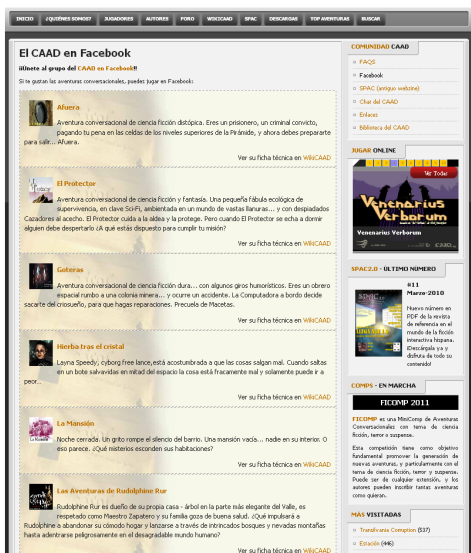 INICIO
¿QUIÉNES SOMOS?
JUGADORES
AUTORES
FORO
WIKICAAD
SPAC
DESCARGAS
TOP AVENTURAS
BUSCAR
El CAAD en Facebook
¡¡Únete al grupo del CAAD en Facebook!!
Si te gustan las aventuras conversacionales, puedes jugar en Facebook:
Afuera
Aventura conversacional de ciencia ficción distópica. Eres un prisionero, un criminal convicto,
pagando tu pena en las celdas de los niveles superiores de la Pirámide, y ahora debes prepararte
para salir... Afuera.
Ver su ficha técnica en WikiCAAD
El Protector
Aventura conversacional de ciencia ficción y fantasía. Una pequeña fábula ecológica de
supervivencia, en clave Sci-Fi, ambientada en un mundo de vastas llanuras... y con despiadados
Cazadores al acecho. El Protector cuida a la aldea y la protege. Pero cuando El Protector se echa a dormir
alguien debe despertarlo ¿A qué estás dispuesto para cumplir tu misión?
Ver su ficha técnica en WikiCAAD
Goteras
Aventura conversacional de ciencia ficción dura... con algunos giros humorísticos. Eres un obrero
espacial rumbo a una colonia minera... y ocurre un accidente. La Computadora a bordo decide
sacarte del criosueño, para que hagas reparaciones. Precuela de Macetas.
Ver su ficha técnica en WikiCAAD
Hierba tras el cristal
Layna Speedy, cyborg free lance,está acostumbrada a que las cosas salgan mal. Cuando saltas
en un bote salvavidas en mitad del espacio la cosa está fracamente mal y solamente puede ir a
peor...
Ver su ficha técnica en WikiCAAD
La Mansión
Noche cerrada. Un grito rompe el silencio del barrio. Una mansión vacía... nadie en su interior. O
eso parece. ¿Qué misterios esconden sus habitaciones?
Ver su ficha técnica en WikiCAAD
Las Aventuras de Rudolphine Rur
Rudolphine Rur es dueño de su propia casa - árbol en la parte más elegante del Valle, es
respetado como Maestro Zapatero y su familia goza de buena salud. ¿Qué impulsará a
Rudolphine a abandonar su cómodo hogar y lanzarse a través de intrincados bosques y nevadas montañas
hasta adentrarse peligrosamente en el desagradable mundo humano?
Ver su ficha técnica en WikiCAAD
COMUNIDAD CAAD
FAQS
Facebook
SPAC (antiguo webzine)
Chat del CAAD
Enlaces
Biblioteca del CAAD
JUGAR ONLINE
Ver Todas
Venenarius
Verborum
Venenarius Verborum
SPAC2.0 - ÚLTIMO NÚMERO
#11
Marzo-2010
Nuevo número en
PDF de la revista
de referencia en el
mundo de la ficción
interactiva hispana.
¡Descárgala ya y
disfruta de todo su
contenido!
COMPS - EN MARCHA
FICOMP 2011
FICOMP es una MiniComp de Aventuras
Conversacionales con tema de ciencia
ficción, terror o suspense.
Esta competición tiene como objetivo
fundamental promover la generación de
nuevas aventuras, y particularmente con el
tema de ciencia ficción, terror y suspense.
Puede ser de cualquier extensión, y los
autores pueden inscribir tantas aventuras
como quieran.
MÁS VISITADAS
Transilvania Corruption (537)
Estación (446)